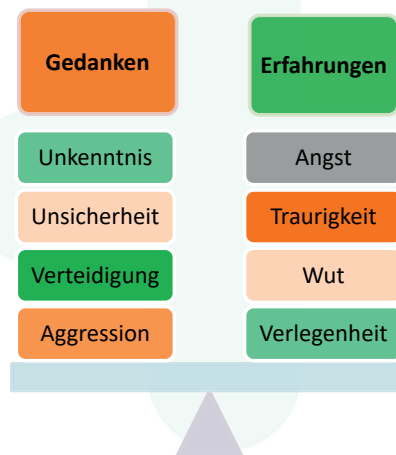 Gedanken
Erfahrungen
Unkenntnis
Angst
Unsicherheit
Traurigkeit
Verteidigung
Wut
Aggression
Verlegenheit